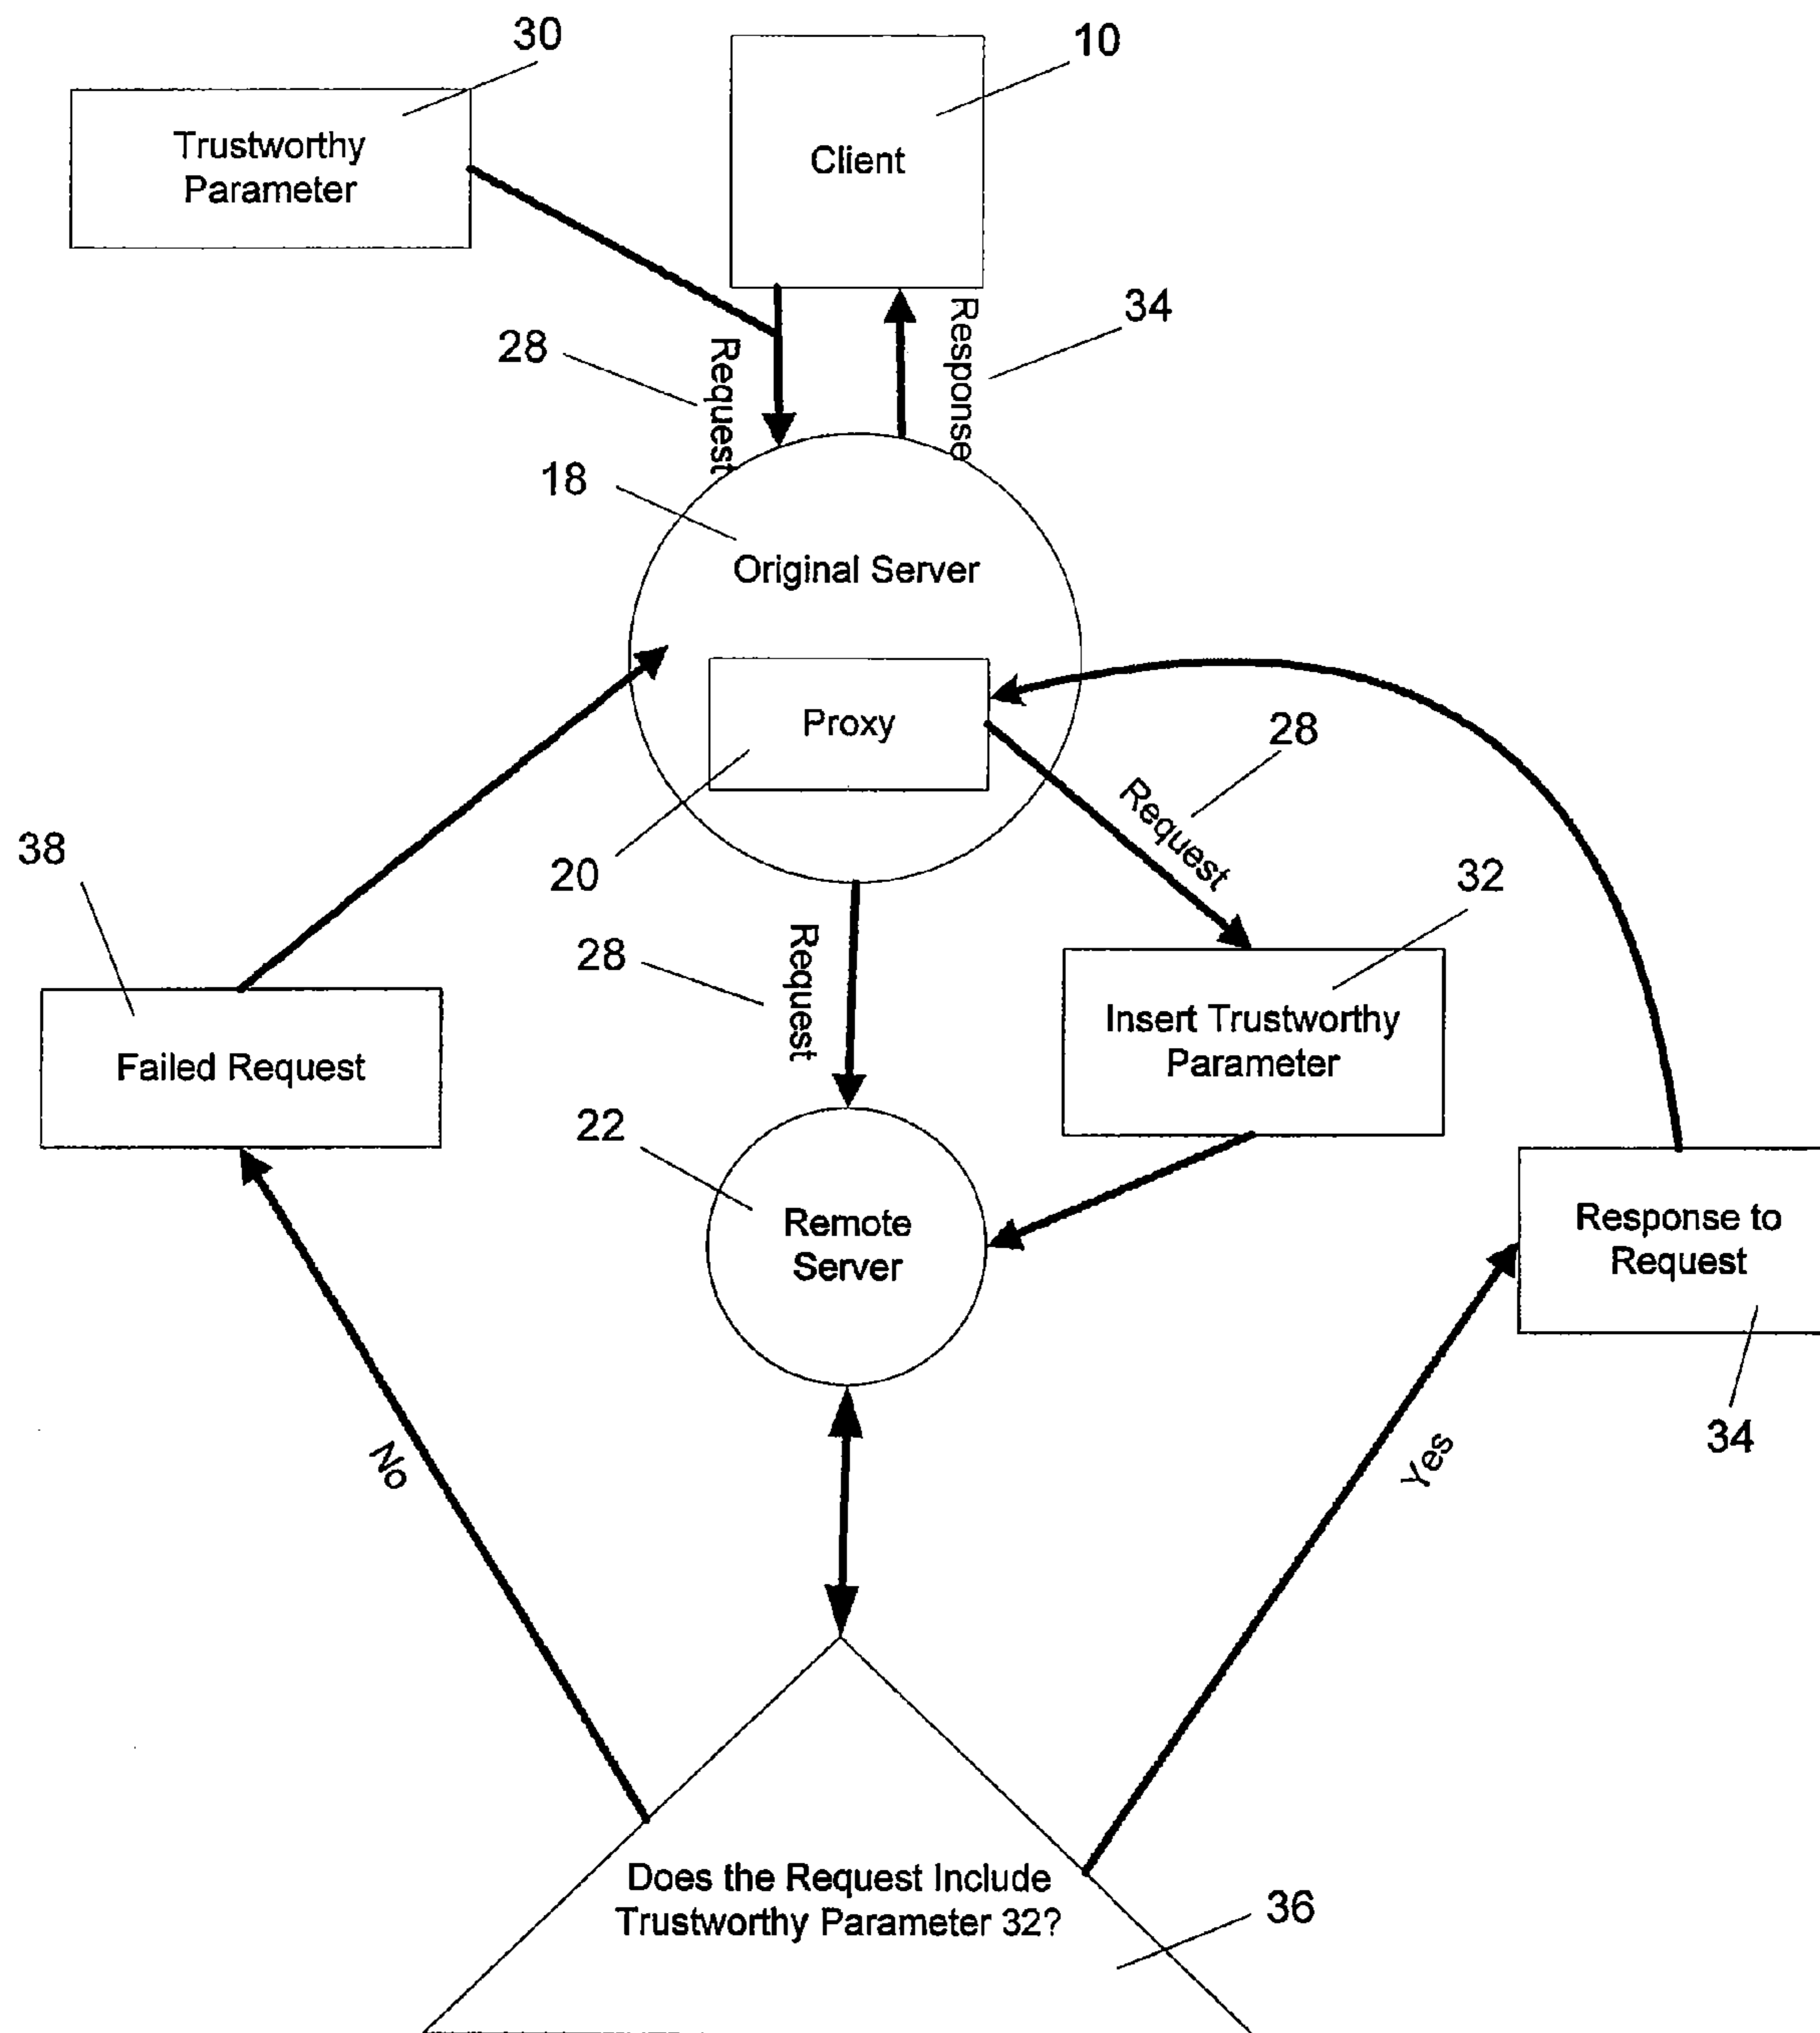 30
10
Trustworthy
Parameter
Client
34
28
Request
Response
18
Original Server
Proxy
28
Request
20
38
32
28
Request
Failed Request
Insert Trustworthy
Parameter
22
Remote
Server
Response to
Request
34
No
Yes
Does the Request Include
Trustworthy Parameter 32?
36